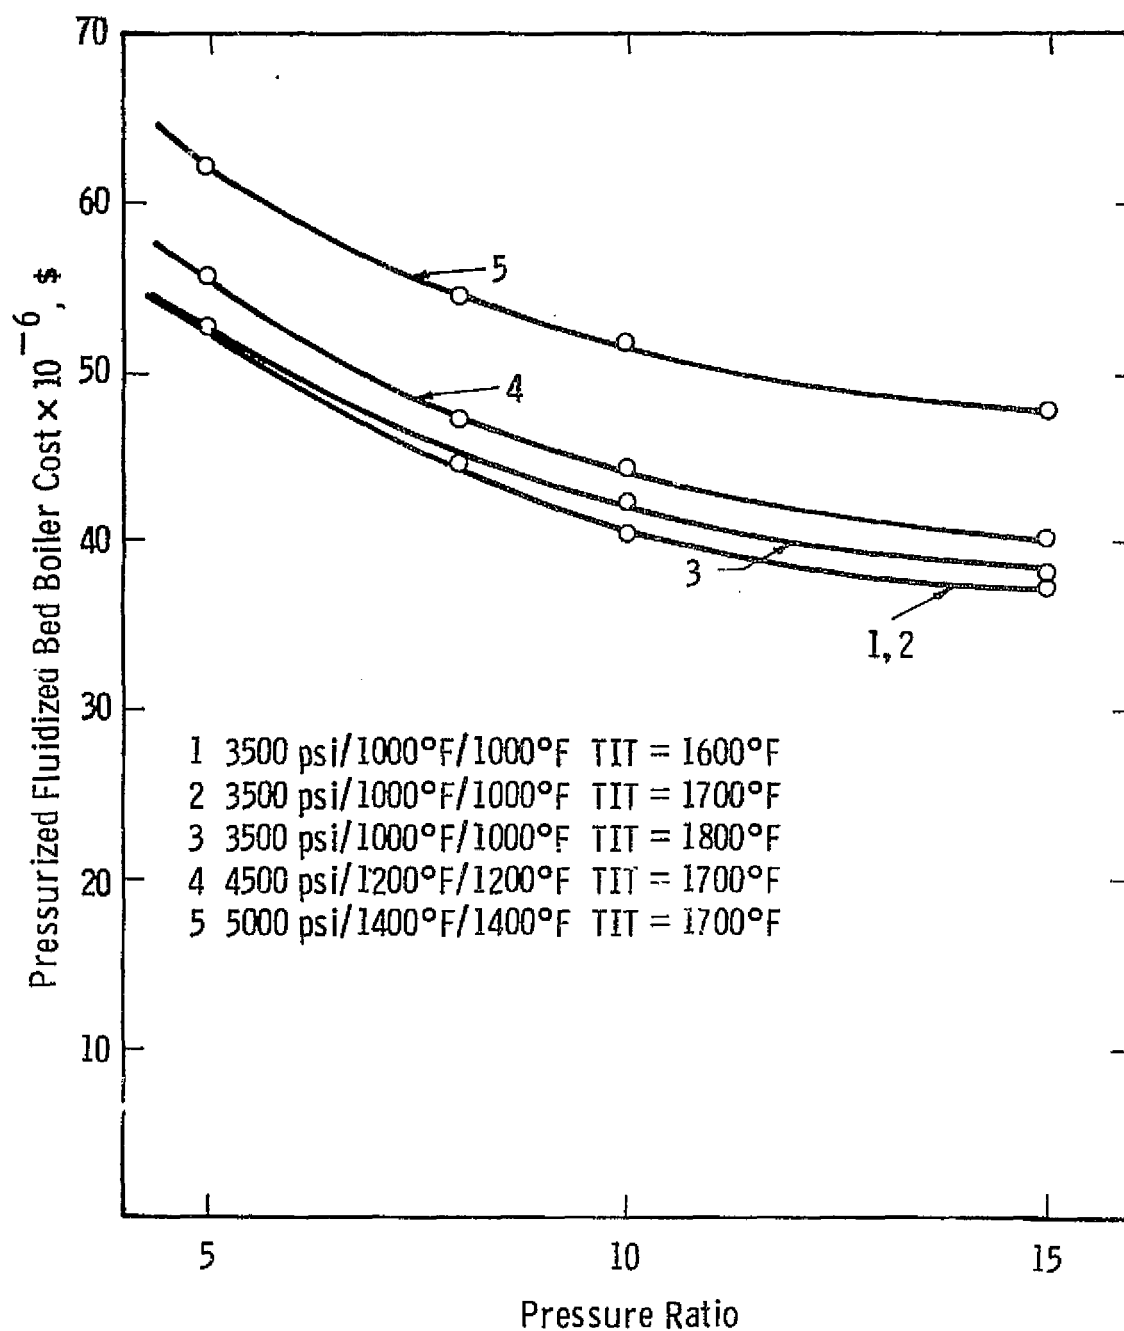 70
60
50
40
30
20
10
Pressurized Fluidized Bed Boiler Cost × 10⁻⁶, $
5
4
3
1, 2
1 3500 psi/1000°F/1000°F TIT = 1600°F
2 3500 psi/1000°F/1000°F TIT = 1700°F
3 3500 psi/1000°F/1000°F TIT = 1800°F
4 4500 psi/1200°F/1200°F TIT = 1700°F
5 5000 psi/1400°F/1400°F TIT = 1700°F
5 10 15
Pressure Ratio